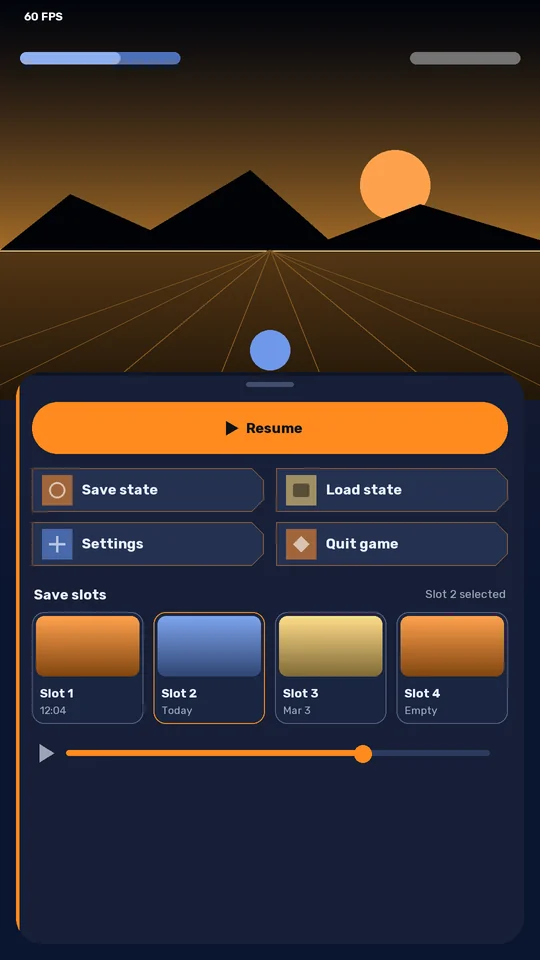 60 FPS
Resume
Save state
Load state
Settings
Quit game
Save slots
Slot 2 selected
Slot 1
12:04
Slot 2
Today
Slot 3
Mar 3
Slot 4
Empty